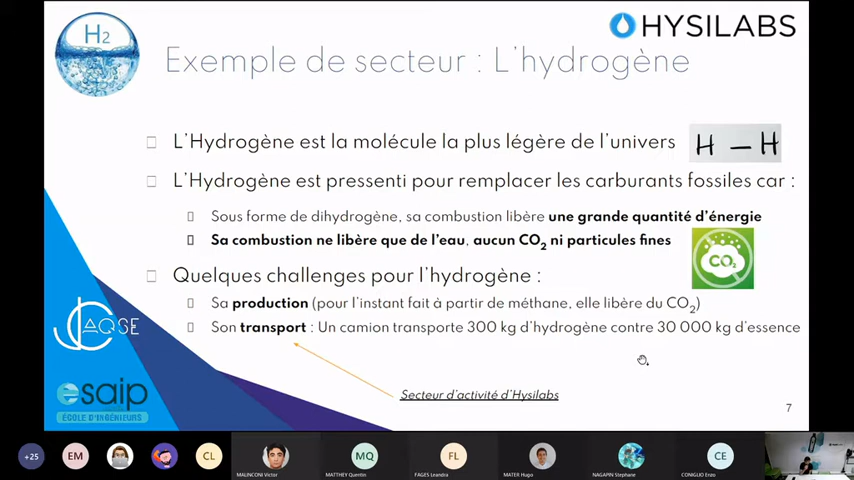 H2
HYSILABS
Exemple de secteur : L'hydrogène
L'Hydrogène est la molécule la plus légère de l'univers
H – H
L'Hydrogène est pressenti pour remplacer les carburants fossiles car :
Sous forme de dihydrogène, sa combustion libère une grande quantité d'énergie
Sa combustion ne libère que de l'eau, aucun CO2 ni particules fines
CO2
Quelques challenges pour l'hydrogène :
Sa production (pour l'instant fait à partir de méthane, elle libère du CO2)
Son transport : Un camion transporte 300 kg d'hydrogène contre 30 000 kg d'essence
Secteur d'activité d'Hysilabs
JCAQSE
esaip
ÉCOLE D'INGÉNIEURS
7
+25
EM
CL
MQ
FL
CE
MALINCONI Victor
MATTHEY Quentin
FAGES Leandra
MATER Hugo
NAGAPIN Stephane
CONIGLIO Enzo